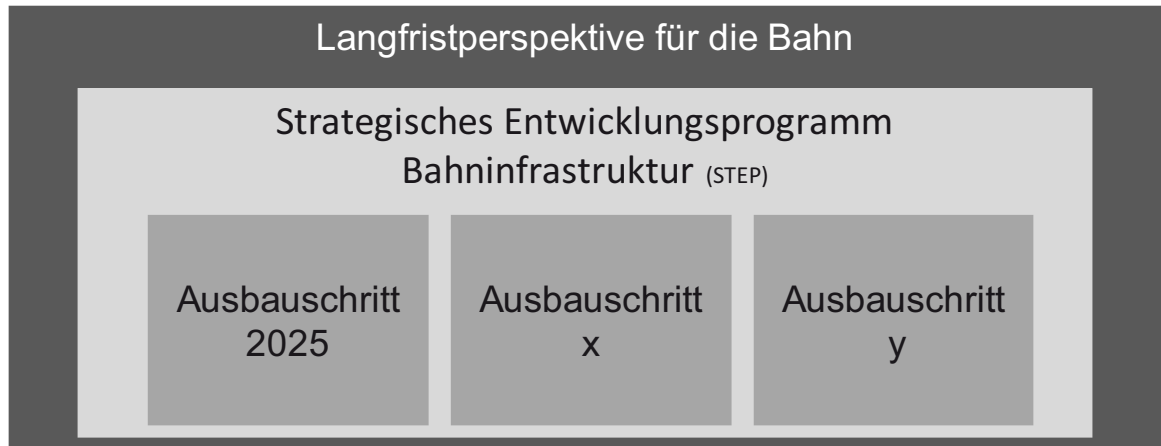 Langfristperspektive für die Bahn
Strategisches Entwicklungsprogramm
Bahninfrastruktur (STEP)
Ausbauschritt
2025
Ausbauschritt
x
Ausbauschritt
y